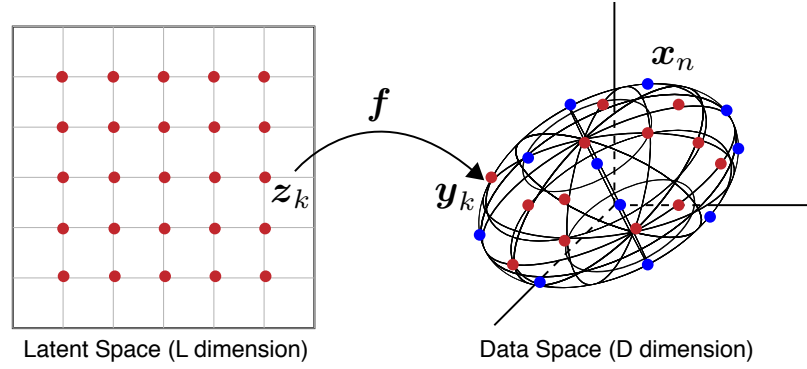 f
x_n
z_k
y_k
Latent Space (L dimension)
Data Space (D dimension)